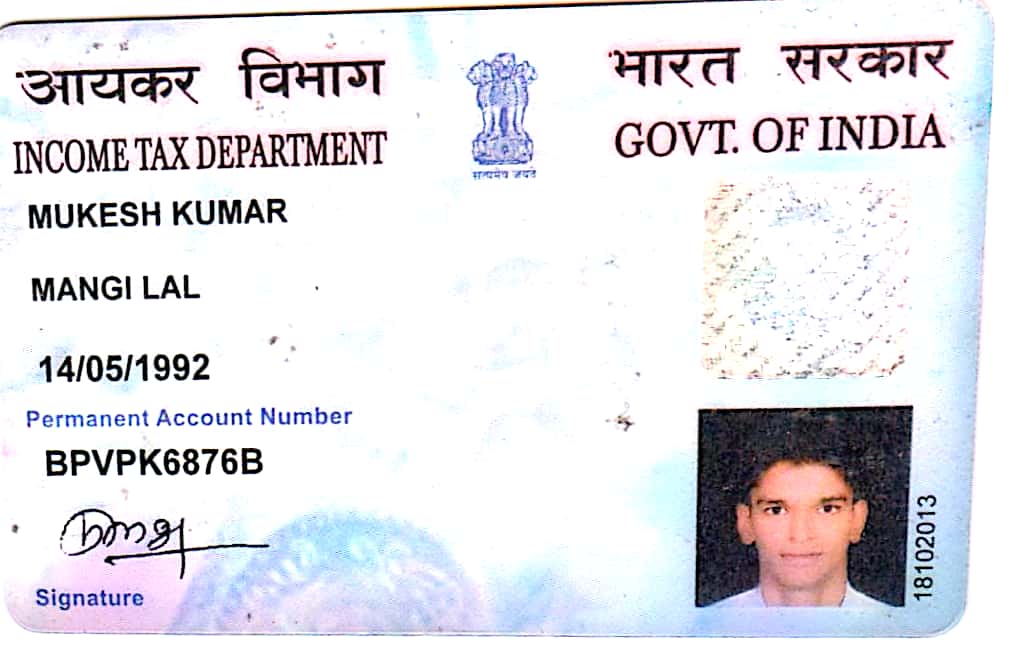 आयकर विभाग
INCOME TAX DEPARTMENT
भारत सरकार
GOVT. OF INDIA
सत्यमेव जयते
MUKESH KUMAR
MANGI LAL
14/05/1992
Permanent Account Number
BPVPK6876B
Signature
18102013